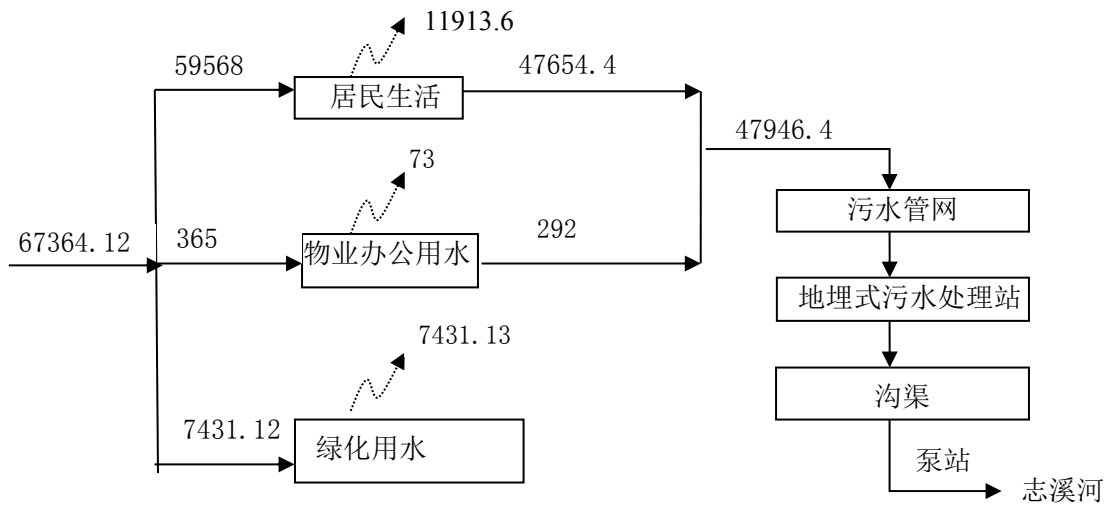 11913.6
59568
47654.4
居民生活
47946.4
73
污水管网
67364.12
365
物业办公用水
292
地埋式污水处理站
7431.13
沟渠
7431.12
绿化用水
泵站
志溪河